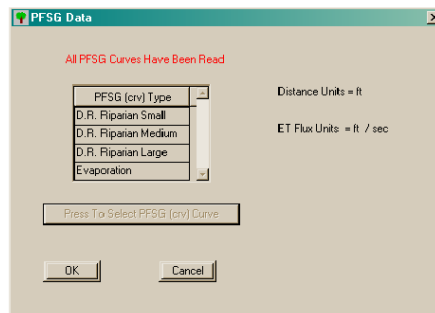 PFSG Data
All PFSG Curves Have Been Read
PFSG (crv) Type
D.R. Riparian Small
D.R. Riparian Medium
D.R. Riparian Large
Evaporation
Distance Units = ft
ET Flux Units = ft / sec
Press To Select PFSG (crv) Curve
OK
Cancel